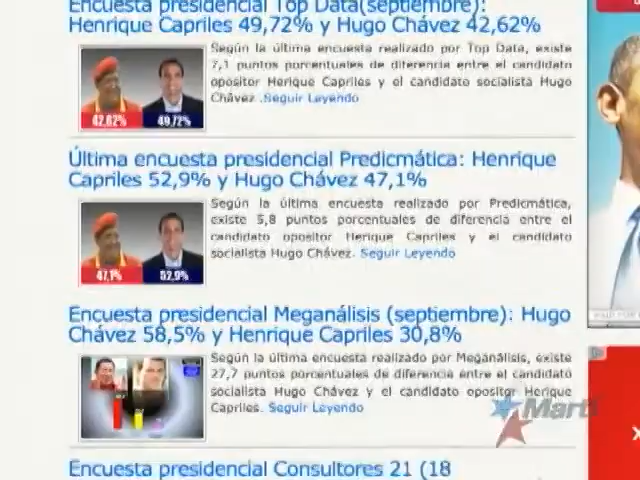 Encuesta presidencial Top Data(septiembre):
Henrique Capriles 49,72% y Hugo Chávez 42,62%
Según la última encuesta realizado por Top Data, existe
7,1 puntos porcentuales de diferencia entre el candidato
opositor Herique Capriles y el candidato socialista Hugo
Chávez .Seguir Leyendo
42,62% 49,72%
Última encuesta presidencial Predicmática: Henrique
Capriles 52,9% y Hugo Chávez 47,1%
Según la última encuesta realizado por Predicmática,
existe 5,8 puntos porcentuales de diferencia entre el
candidato opositor Herique Capriles y el candidato
socialista Hugo Chávez. Seguir Leyendo
47,1% 52,9%
Encuesta presidencial Meganálisis (septiembre): Hugo
Chávez 58,5% y Henrique Capriles 30,8%
Según la última encuesta realizado por Meganálisis, existe
27,7 puntos porcentuales de diferencia entre el candidato
socialista Hugo Chávez y el candidato opositor Herique
Capriles. Seguir Leyendo
Martí
Encuesta presidencial Consultores 21 (18